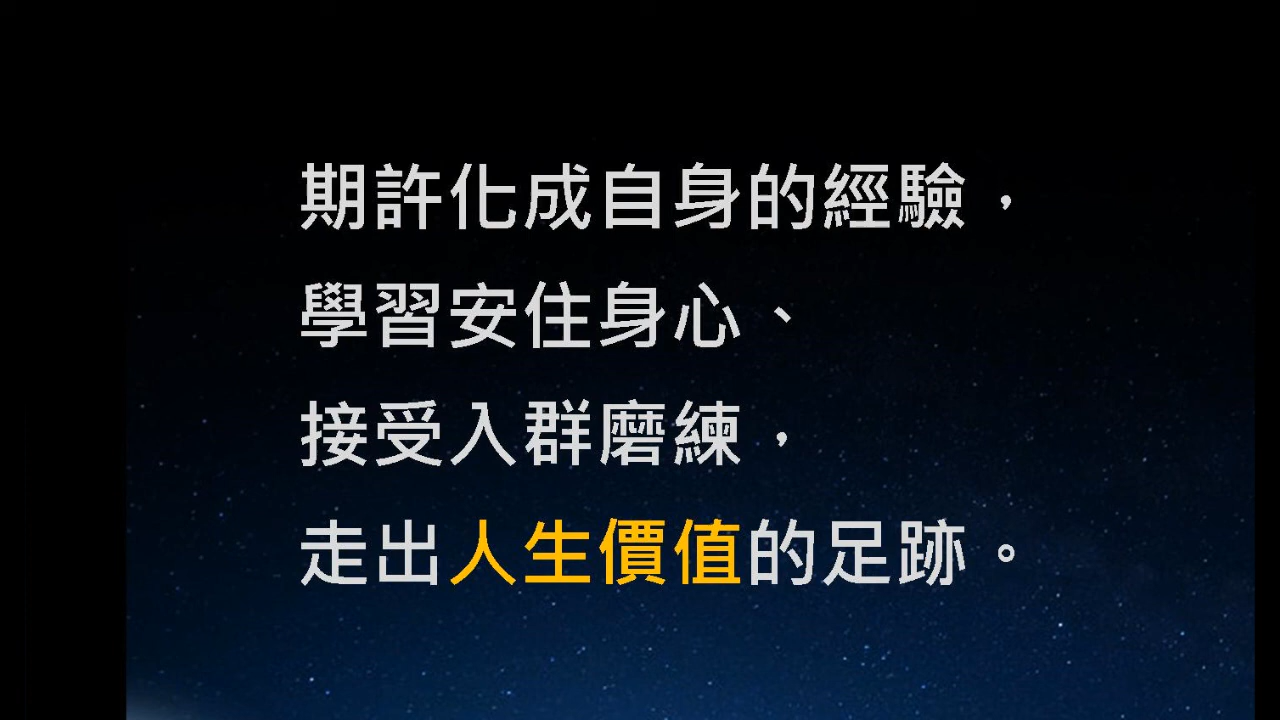 期許化成自身的經驗，
學習安住身心、
接受入群磨練，
走出人生價值的足跡。